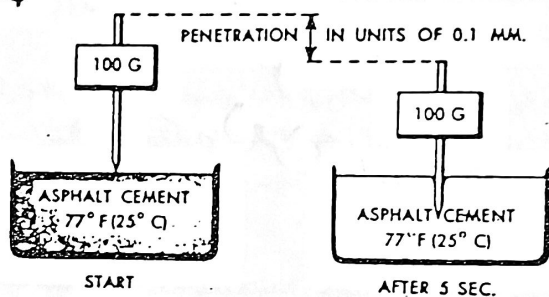 PENETRATION IN UNITS OF 0.1 MM.
100 G
100 G
ASPHALT CEMENT
77° F (25° C)
ASPHALT CEMENT
77° F (25° C)
START
AFTER 5 SEC.